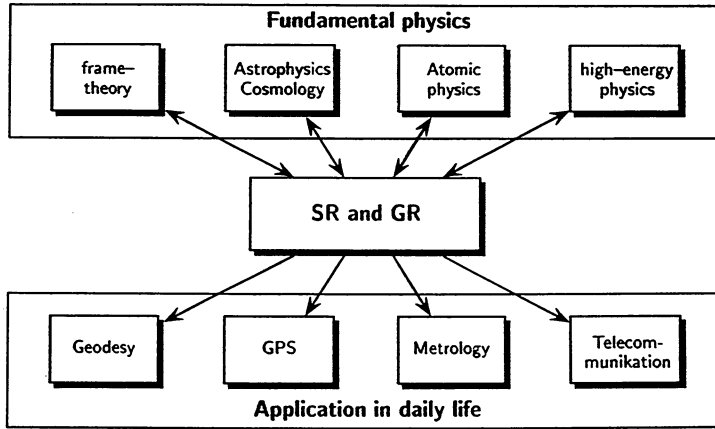 Fundamental physics
frame–
theory
Astrophysics
Cosmology
Atomic
physics
high–energy
physics
SR and GR
Geodesy
GPS
Metrology
Telecom-
munikation
Application in daily life